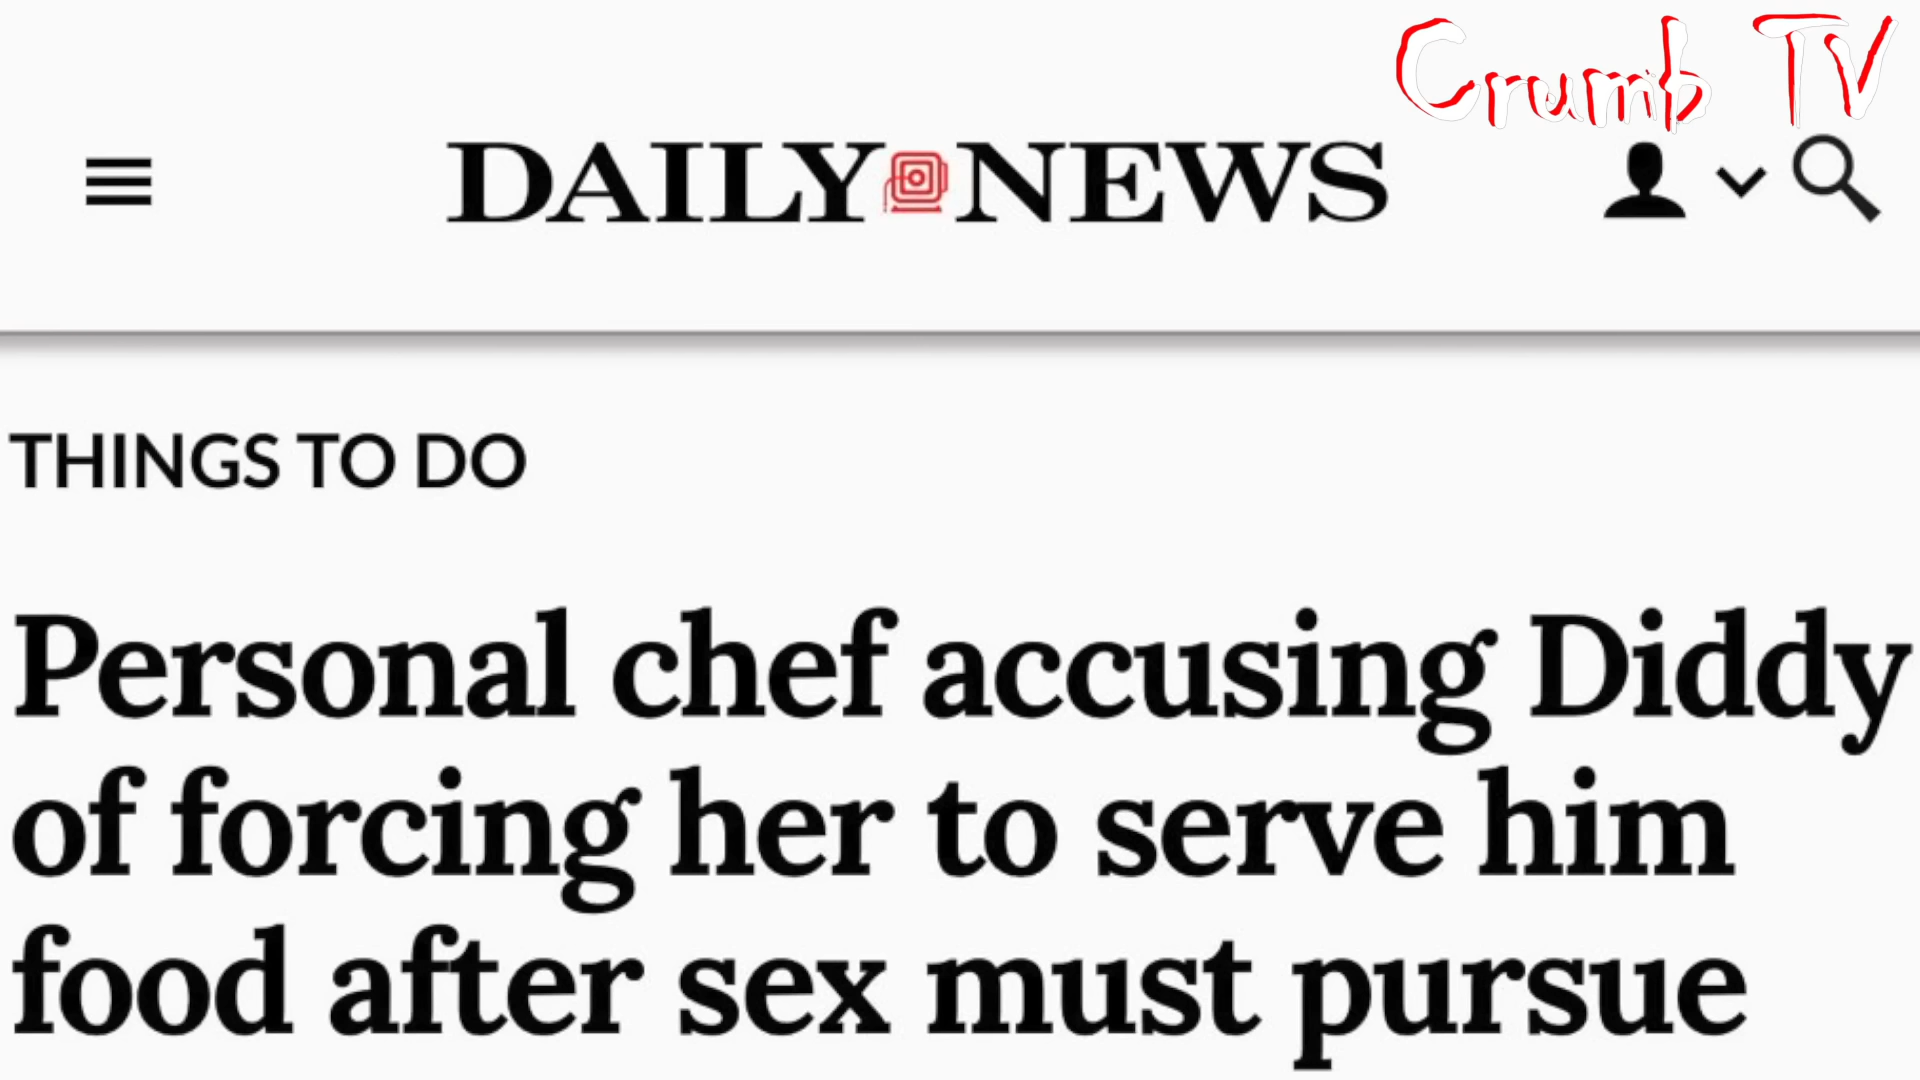 Crumb TV
DAILY NEWS
THINGS TO DO
Personal chef accusing Diddy
of forcing her to serve him
food after sex must pursue